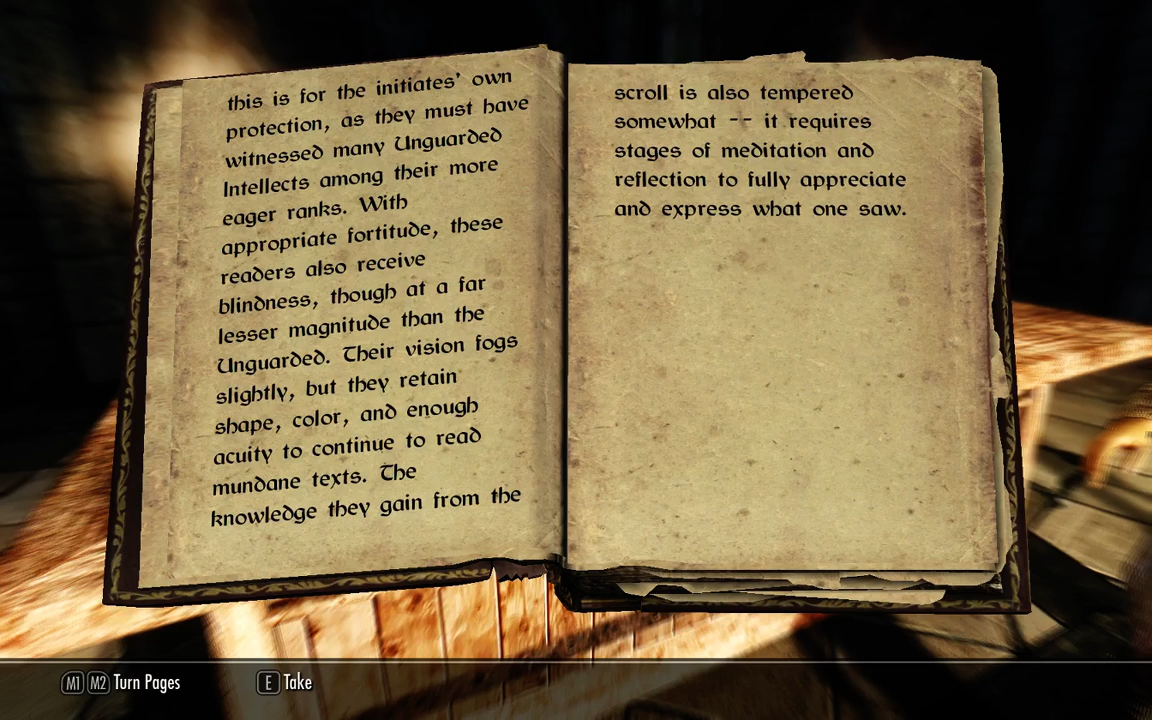 this is for the initiates' own
protection, as they must have
witnessed many Unguarded
Intellects among their more
eager ranks. With
appropriate fortitude, these
readers also receive
blindness, though at a far
lesser magnitude than the
Unguarded. Their vision fogs
slightly, but they retain
shape, color, and enough
acuity to continue to read
mundane texts. The
knowledge they gain from the
scroll is also tempered
somewhat -- it requires
stages of meditation and
reflection to fully appreciate
and express what one saw.
M1 M2 Turn Pages
E Take